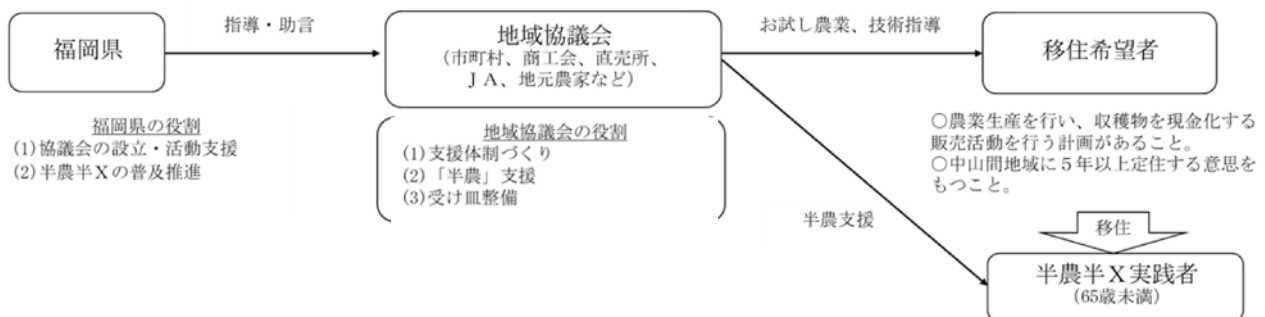 福岡県
指導・助言
地域協議会
(市町村、商工会、直売所、
ＪＡ、地元農家など)
お試し農業、技術指導
移住希望者
福岡県の役割
(1)協議会の設立・活動支援
(2)半農半Ｘの普及推進
地域協議会の役割
(1)支援体制づくり
(2)「半農」支援
(3)受け皿整備
○農業生産を行い、収穫物を現金化する
販売活動を行う計画があること。
○中山間地域に５年以上定住する意思を
もつこと。
半農支援
移住
半農半Ｘ実践者
(65歳未満)